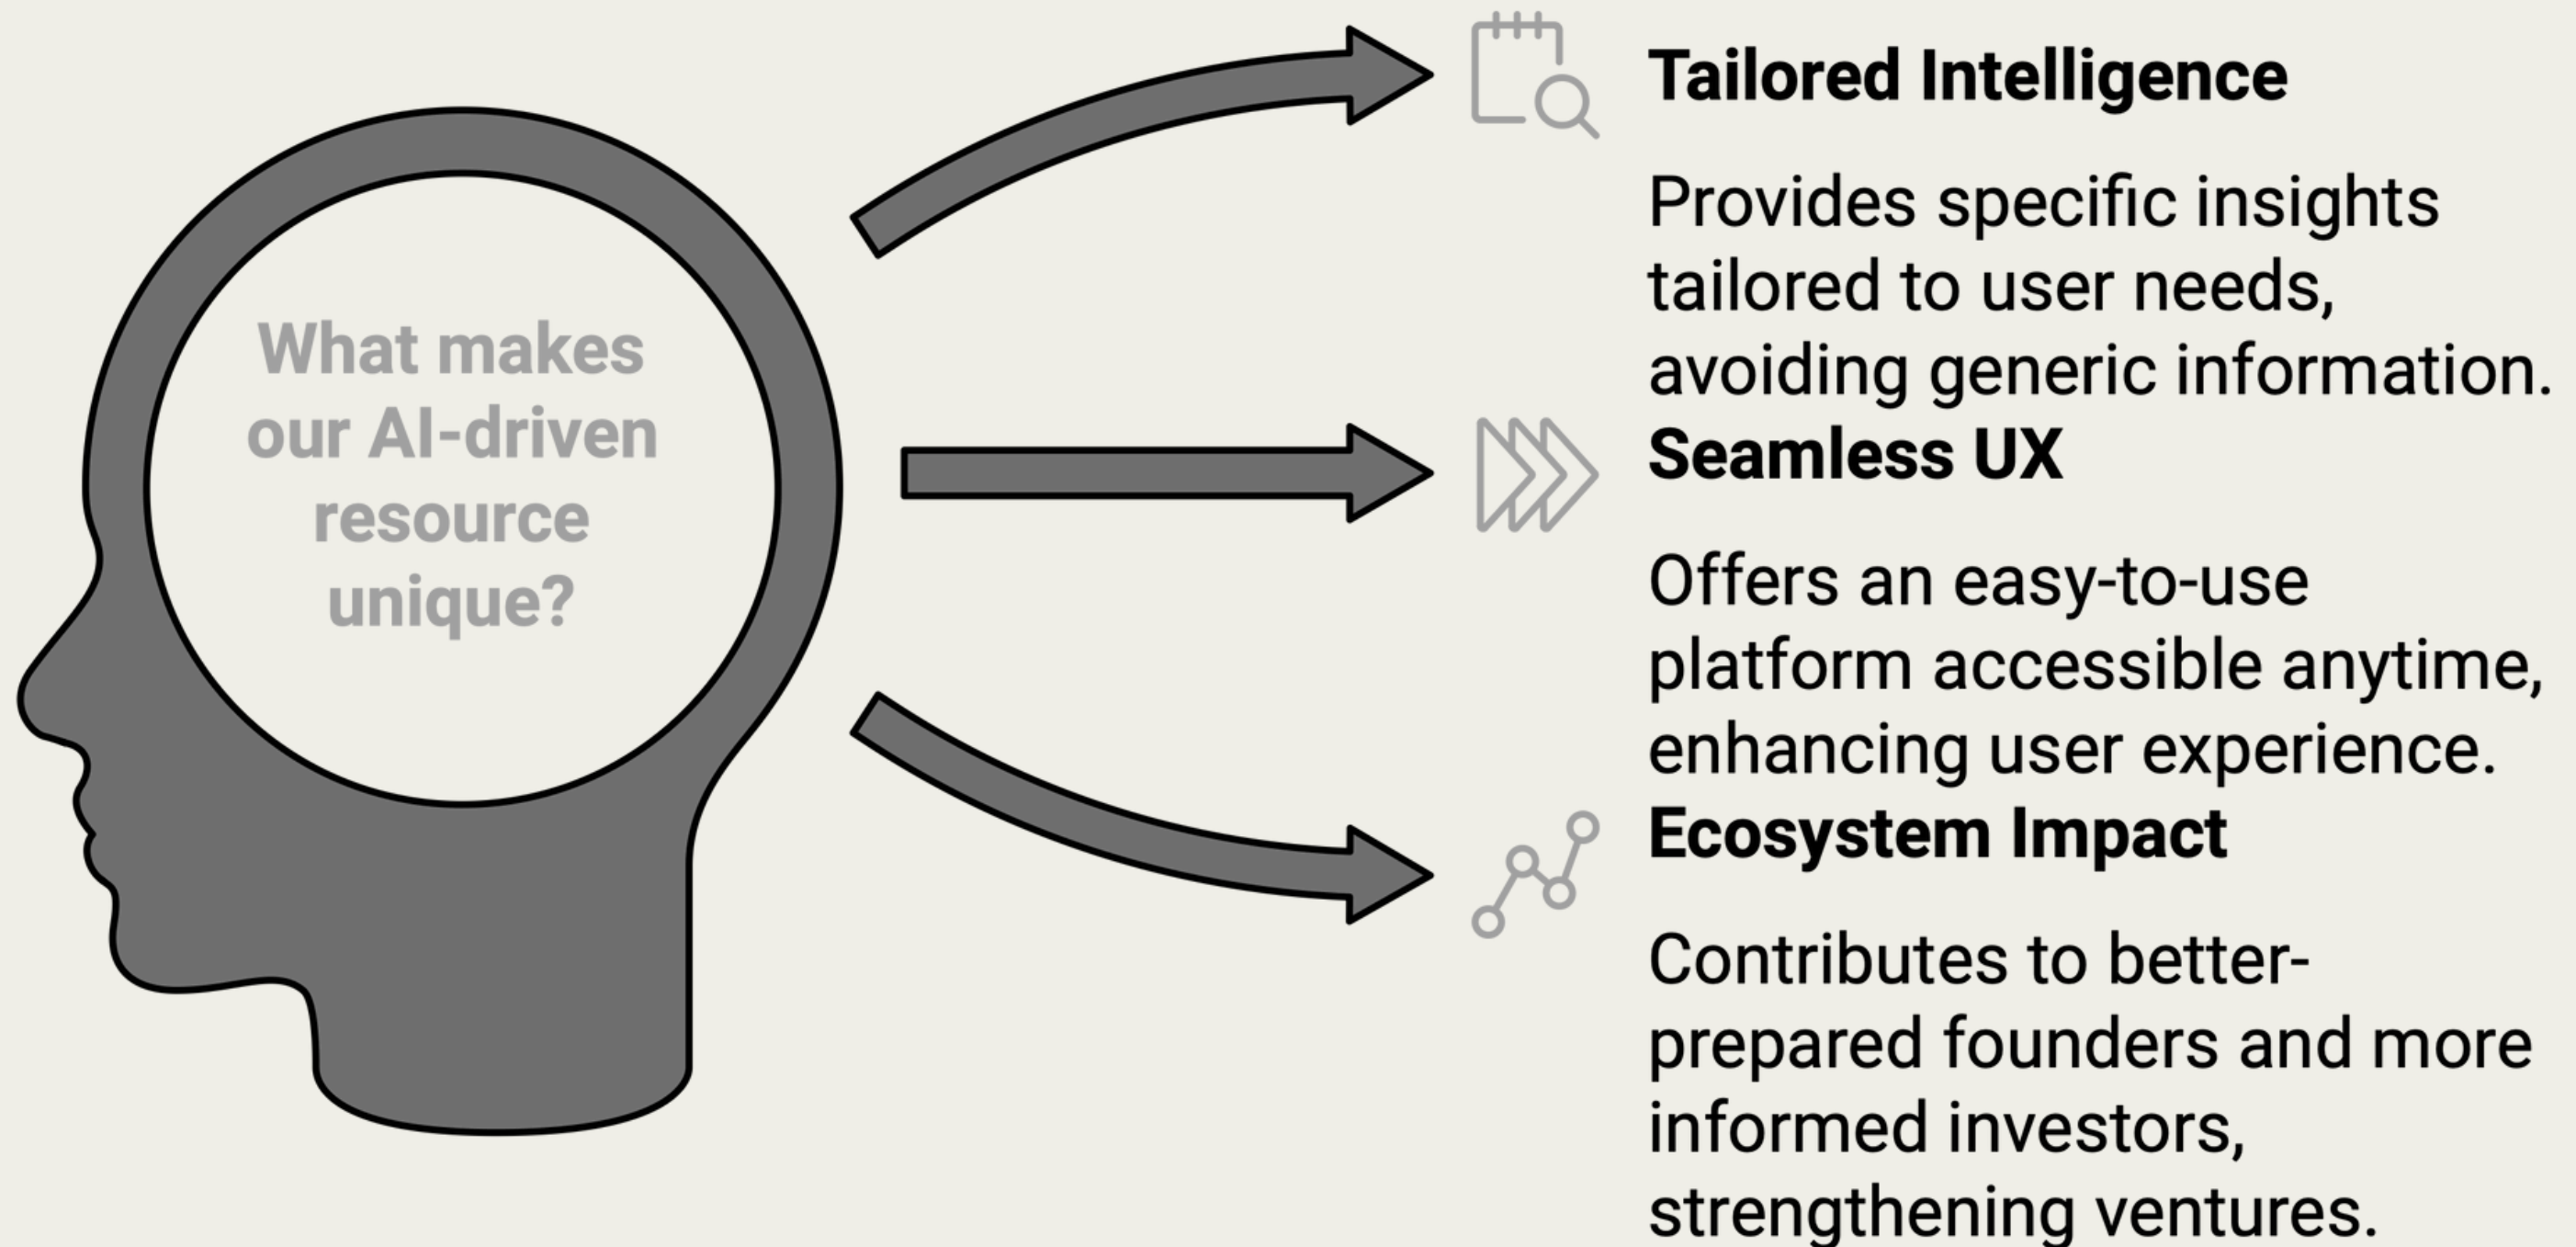 What makes
our AI-driven
resource
unique?
Tailored Intelligence
Provides specific insights
tailored to user needs,
avoiding generic information.
Seamless UX
Offers an easy-to-use
platform accessible anytime,
enhancing user experience.
Ecosystem Impact
Contributes to better-
prepared founders and more
informed investors,
strengthening ventures.